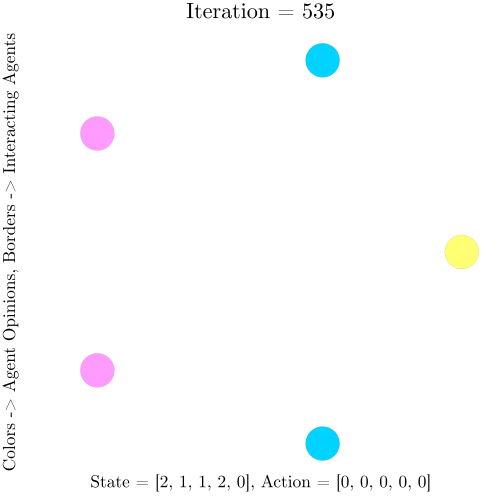 Iteration = 535
Colors -> Agent Opinions, Borders -> Interacting Agents
State = [2, 1, 1, 2, 0], Action = [0, 0, 0, 0, 0]